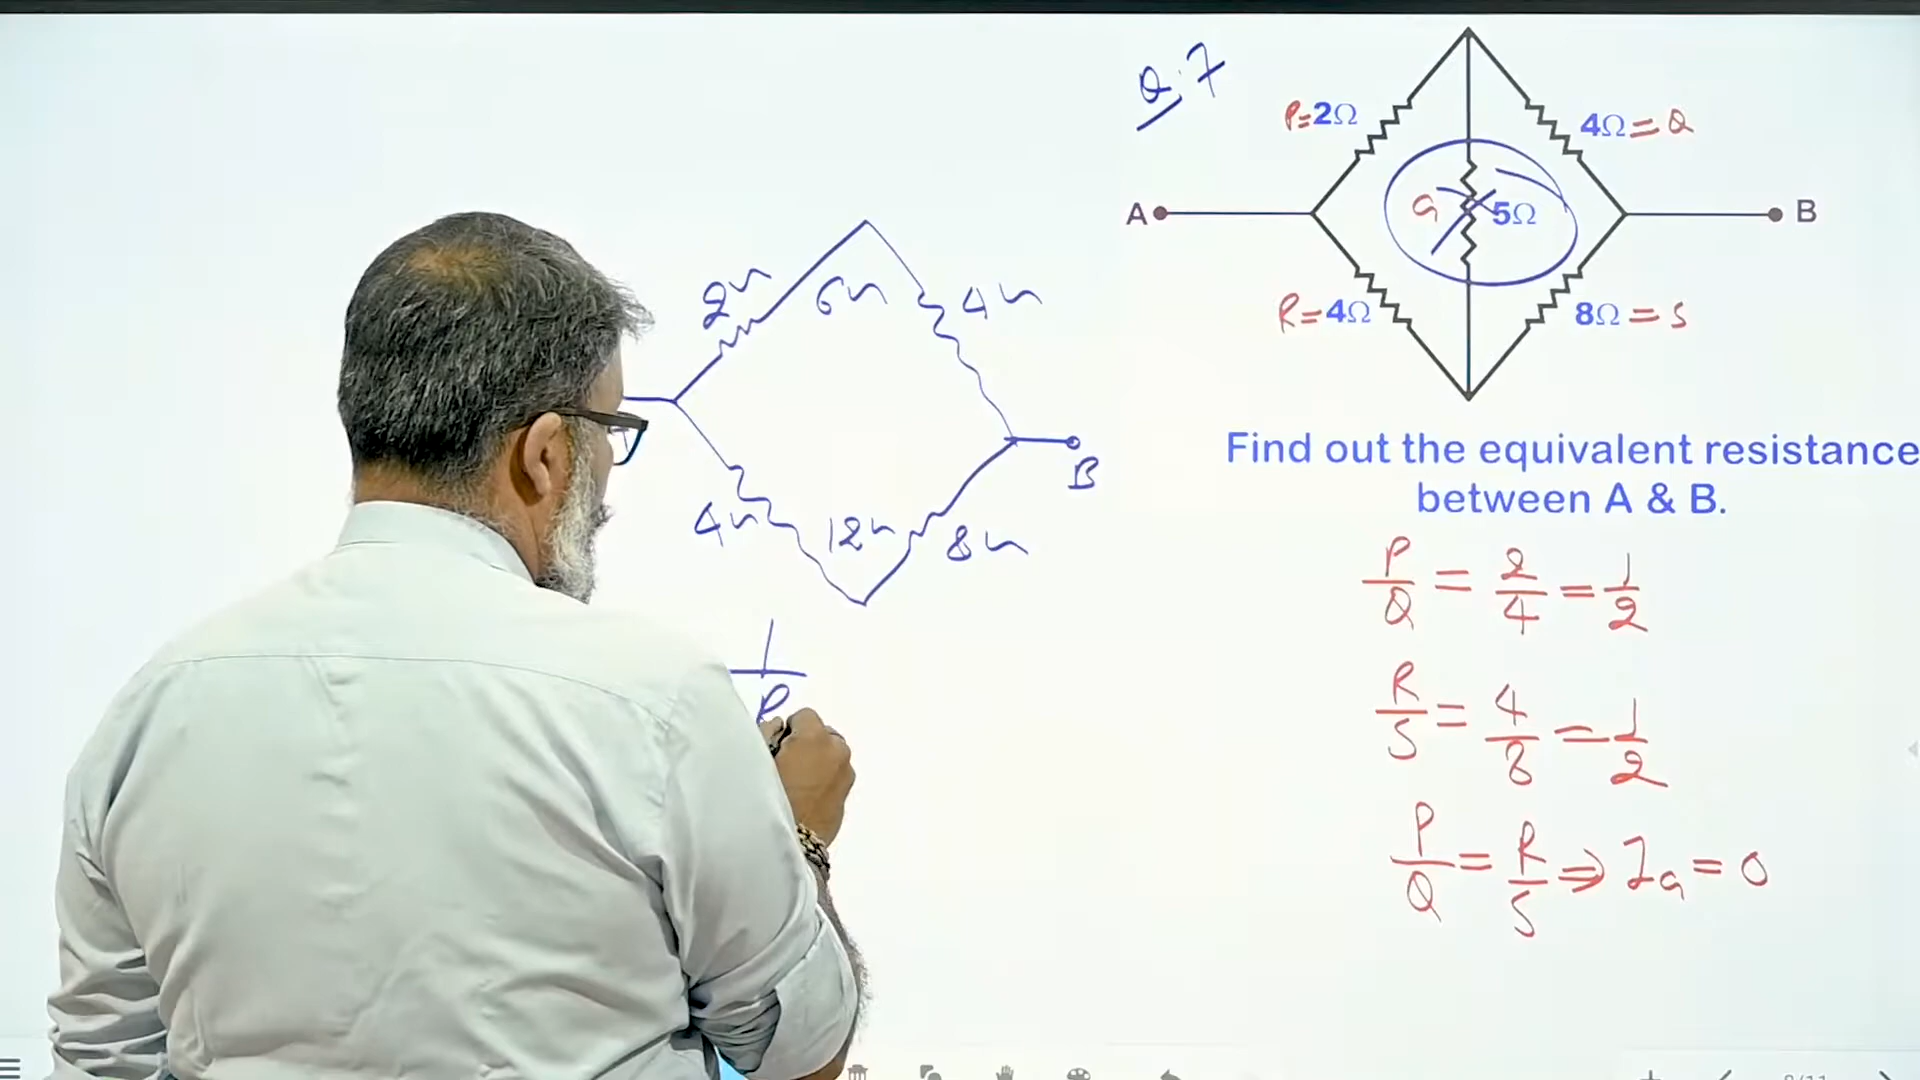 Q.7
P=2Ω
4Ω=Q
A
G
5Ω
B
R=4Ω
8Ω=S
Find out the equivalent resistance
between A & B.
P/Q = 2/4 = 1/2
R/S = 4/8 = 1/2
P/Q = R/S ⇒ IG = 0
2Ω
6Ω
4Ω
B
4Ω
12Ω
8Ω
1/R